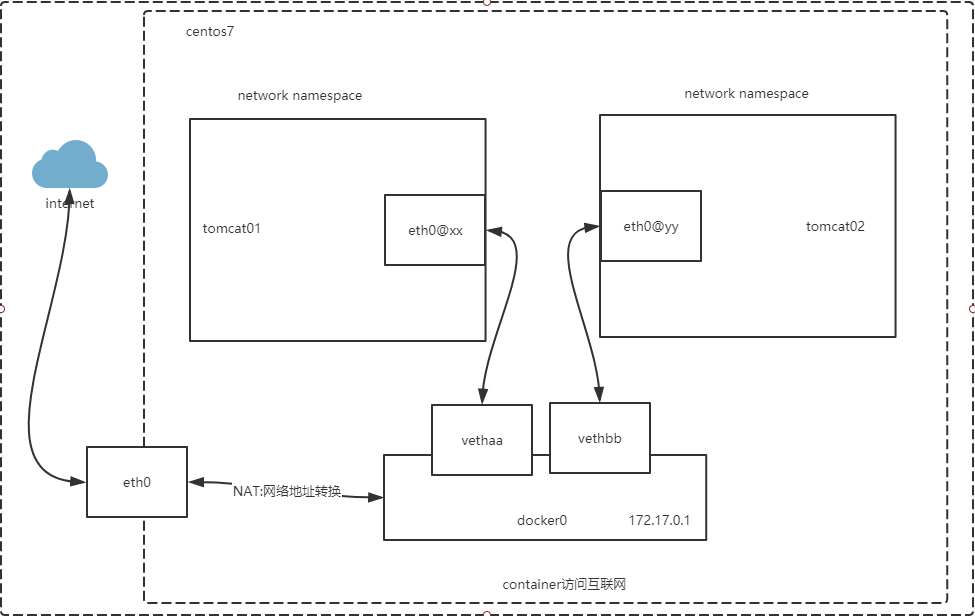 centos7
network namespace
network namespace
internet
tomcat01
eth0@xx
eth0@yy
tomcat02
vethaa
vethbb
eth0
NAT:网络地址转换
docker0
172.17.0.1
container访问互联网